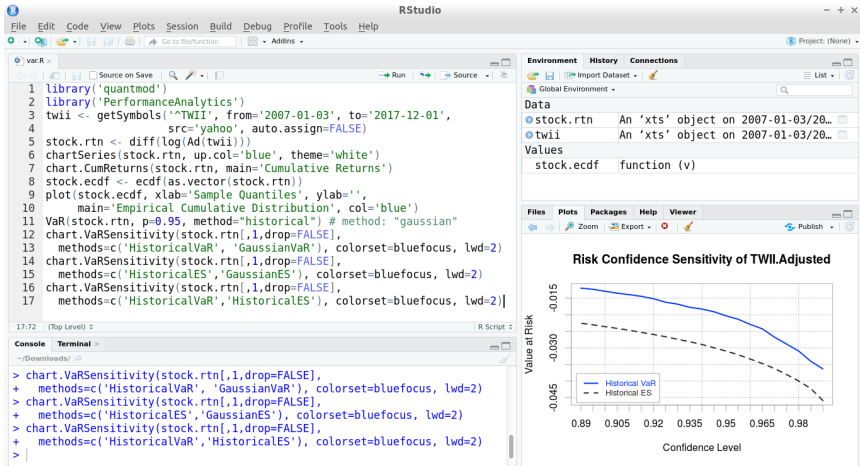 RStudio
File Edit Code View Plots Session Build Debug Profile Tools Help
Go to file/function Addins Project: (None)
var.R
Source on Save Run Source
1 library('quantmod')
2 library('PerformanceAnalytics')
3 twii <- getSymbols('^TWII', from='2007-01-03', to='2017-12-01',
4 src='yahoo', auto.assign=FALSE)
5 stock.rtn <- diff(log(Ad(twii)))
6 chartSeries(stock.rtn, up.col='blue', theme='white')
7 chart.CumReturns(stock.rtn, main='Cumulative Returns')
8 stock.ecdf <- ecdf(as.vector(stock.rtn))
9 plot(stock.ecdf, xlab='Sample Quantiles', ylab='',
10 main='Empirical Cumulative Distribution', col='blue')
11 VaR(stock.rtn, p=0.95, method="historical") # method: "gaussian"
12 chart.VaRSensitivity(stock.rtn[,1,drop=FALSE],
13 methods=c('HistoricalVaR', 'GaussianVaR'), colorset=bluefocus, lwd=2)
14 chart.VaRSensitivity(stock.rtn[,1,drop=FALSE],
15 methods=c('HistoricalES','GaussianES'), colorset=bluefocus, lwd=2)
16 chart.VaRSensitivity(stock.rtn[,1,drop=FALSE],
17 methods=c('HistoricalVaR','HistoricalES'), colorset=bluefocus, lwd=2)
17:72 (Top Level) R Script
Console Terminal
~/Downloads/
> chart.VaRSensitivity(stock.rtn[,1,drop=FALSE],
+ methods=c('HistoricalVaR', 'GaussianVaR'), colorset=bluefocus, lwd=2)
> chart.VaRSensitivity(stock.rtn[,1,drop=FALSE],
+ methods=c('HistoricalES','GaussianES'), colorset=bluefocus, lwd=2)
> chart.VaRSensitivity(stock.rtn[,1,drop=FALSE],
+ methods=c('HistoricalVaR','HistoricalES'), colorset=bluefocus, lwd=2)
>
Environment History Connections
Import Dataset List
Global Environment
Data
stock.rtn An 'xts' object on 2007-01-03/20…
twii An 'xts' object on 2007-01-03/20…
Values
stock.ecdf function (v)
Files Plots Packages Help Viewer
Zoom Export Publish
Risk Confidence Sensitivity of TWII.Adjusted
Value at Risk
-0.015
-0.030
-0.045
Historical VaR
Historical ES
0.89 0.905 0.92 0.935 0.95 0.965 0.98
Confidence Level